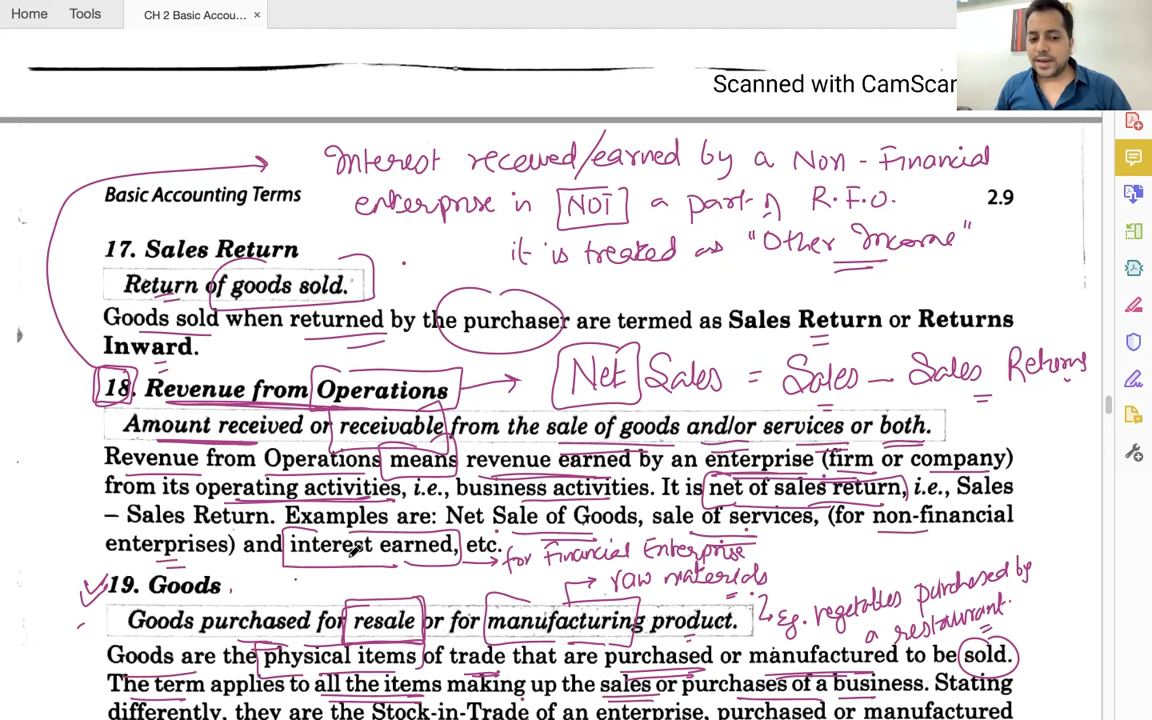 Home Tools CH 2 Basic Accou... ×
Scanned with CamScan
Interest received/earned by a Non-Financial
Basic Accounting Terms enterprise is NOT a part of R.F.O. 2.9
it is treated as "Other Income"
17. Sales Return
Return of goods sold.
Goods sold when returned by the purchaser are termed as Sales Return or Returns
Inward.
Net Sales = Sales - Sales Returns
18. Revenue from Operations
Amount received or receivable from the sale of goods and/or services or both.
Revenue from Operations means revenue earned by an enterprise (firm or company)
from its operating activities, i.e., business activities. It is net of sales return, i.e., Sales
– Sales Return. Examples are: Net Sale of Goods, sale of services, (for non-financial
enterprises) and interest earned, etc.
for Financial Enterprise
19. Goods
raw materials
Goods purchased for resale or for manufacturing product.
Eg. vegetables purchased by
a restaurant.
Goods are the physical items of trade that are purchased or manufactured to be sold.
The term applies to all the items making up the sales or purchases of a business. Stating
differently, they are the Stock-in-Trade of an enterprise, purchased or manufactured